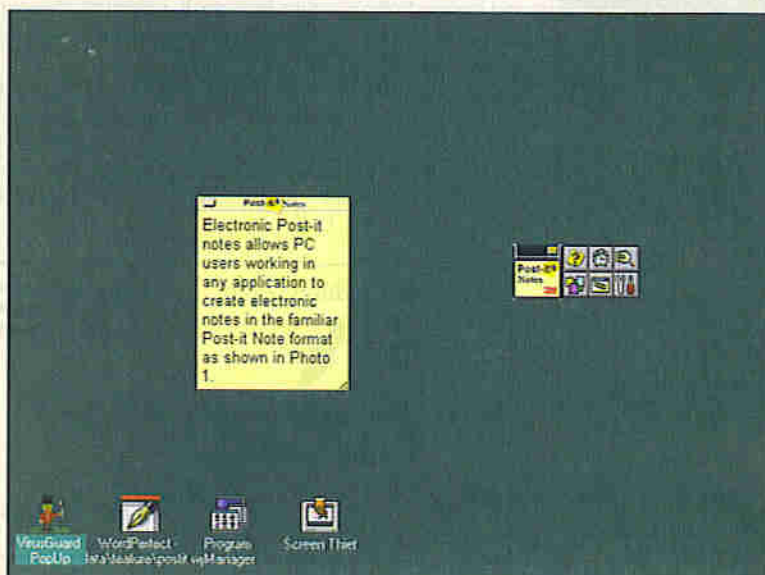 Post-it® Notes
Electronic Post-it
notes allows PC
users working in
any application to
create electronic
notes in the familiar
Post-it Note format
as shown in Photo
1.
Post-it®
Notes
VirusGuard
PopUp
WordPerfect -
Program
Manager
Screen Thief